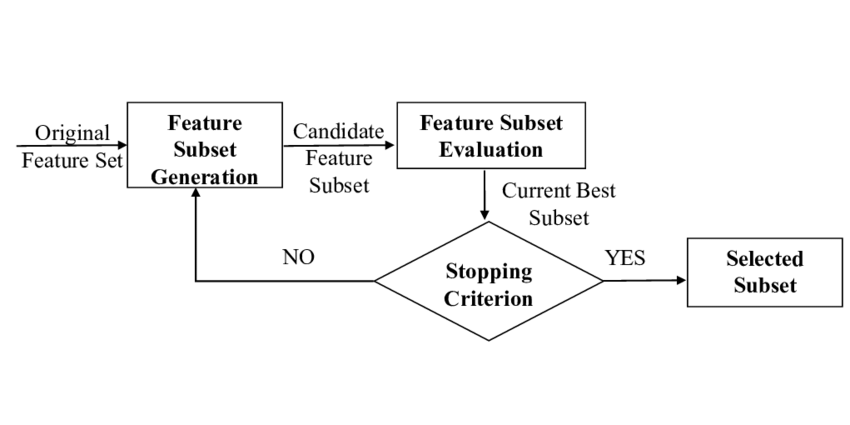 Original
Feature Set
Feature
Subset
Generation
Candidate
Feature
Subset
Feature Subset
Evaluation
Current Best
Subset
NO
Stopping
Criterion
YES
Selected
Subset